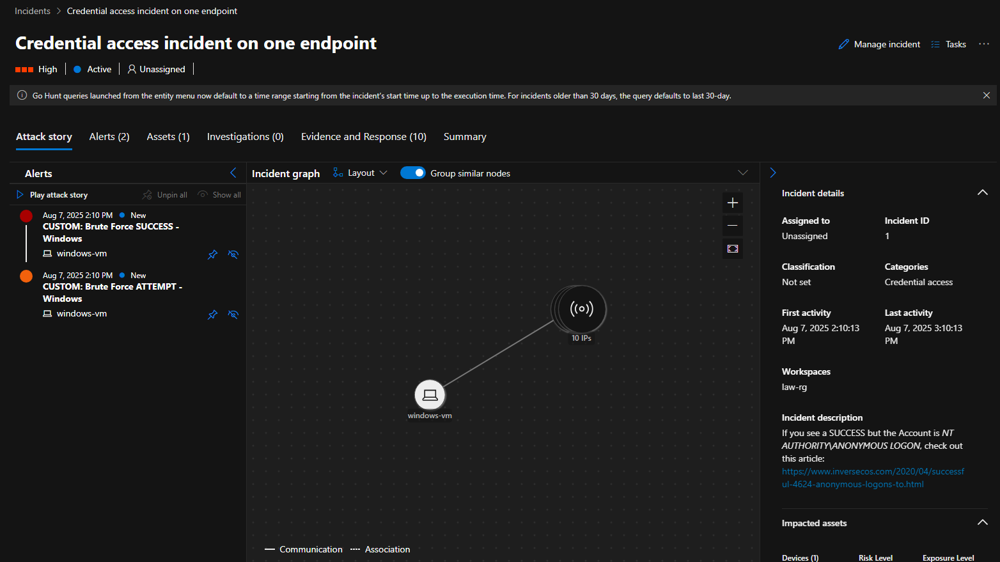 Incidents > Credential access incident on one endpoint
Credential access incident on one endpoint
Manage incident
Tasks
High
Active
Unassigned
Go Hunt queries launched from the entity menu now default to a time range starting from the incident's start time up to the execution time. For incidents older than 30 days, the query defaults to last 30-day.
Attack story
Alerts (2)
Assets (1)
Investigations (0)
Evidence and Response (10)
Summary
Alerts
Play attack story
Unpin all
Show all
Aug 7, 2025 2:10 PM
New
CUSTOM: Brute Force SUCCESS -
Windows
windows-vm
Aug 7, 2025 2:10 PM
New
CUSTOM: Brute Force ATTEMPT -
Windows
windows-vm
Incident graph
Layout
Group similar nodes
10 IPs
windows-vm
Communication
Association
Incident details
Assigned to
Unassigned
Incident ID
1
Classification
Not set
Categories
Credential access
First activity
Aug 7, 2025 2:10:13
PM
Last activity
Aug 7, 2025 3:10:13
PM
Workspaces
law-rg
Incident description
If you see a SUCCESS but the Account is NT
AUTHORITY\ANONYMOUS LOGON, check out
this article:
https://www.inversecos.com/2020/04/successf
ul-4624-anonymous-logons-to.html
Impacted assets
Devices (1)
Risk Level
Exposure Level